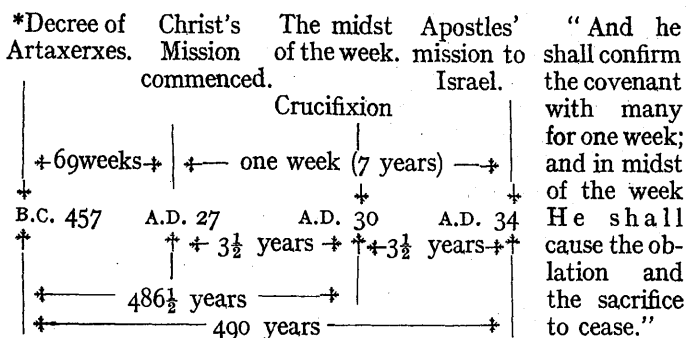 *Decree of Artaxerxes.
Christ's Mission commenced.
The midst of the week.
Crucifixion
Apostles' mission to Israel.
69weeks
one week (7 years)
B.C. 457 A.D. 27 A.D. 30 A.D. 34
3½ years 3½ years
486½ years
490 years
"And he
shall confirm
the covenant
with many
for one week;
and in midst
of the week
He shall
cause the ob-
lation and
the sacrifice
to cease."